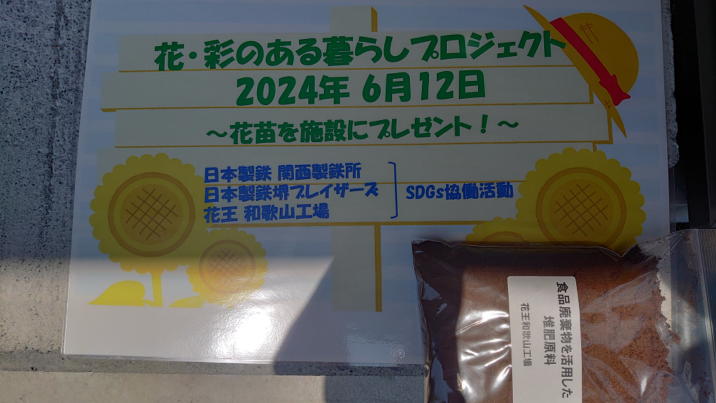 花・彩のある暮らしプロジェクト
2024年 6月12日
～花苗を施設にプレゼント！～
日本製鉄 関西製鉄所
日本製鉄堺ブレイザーズ
花王 和歌山工場
SDGs協働活動
食品廃棄物を活用した
堆肥原料
花王和歌山工場